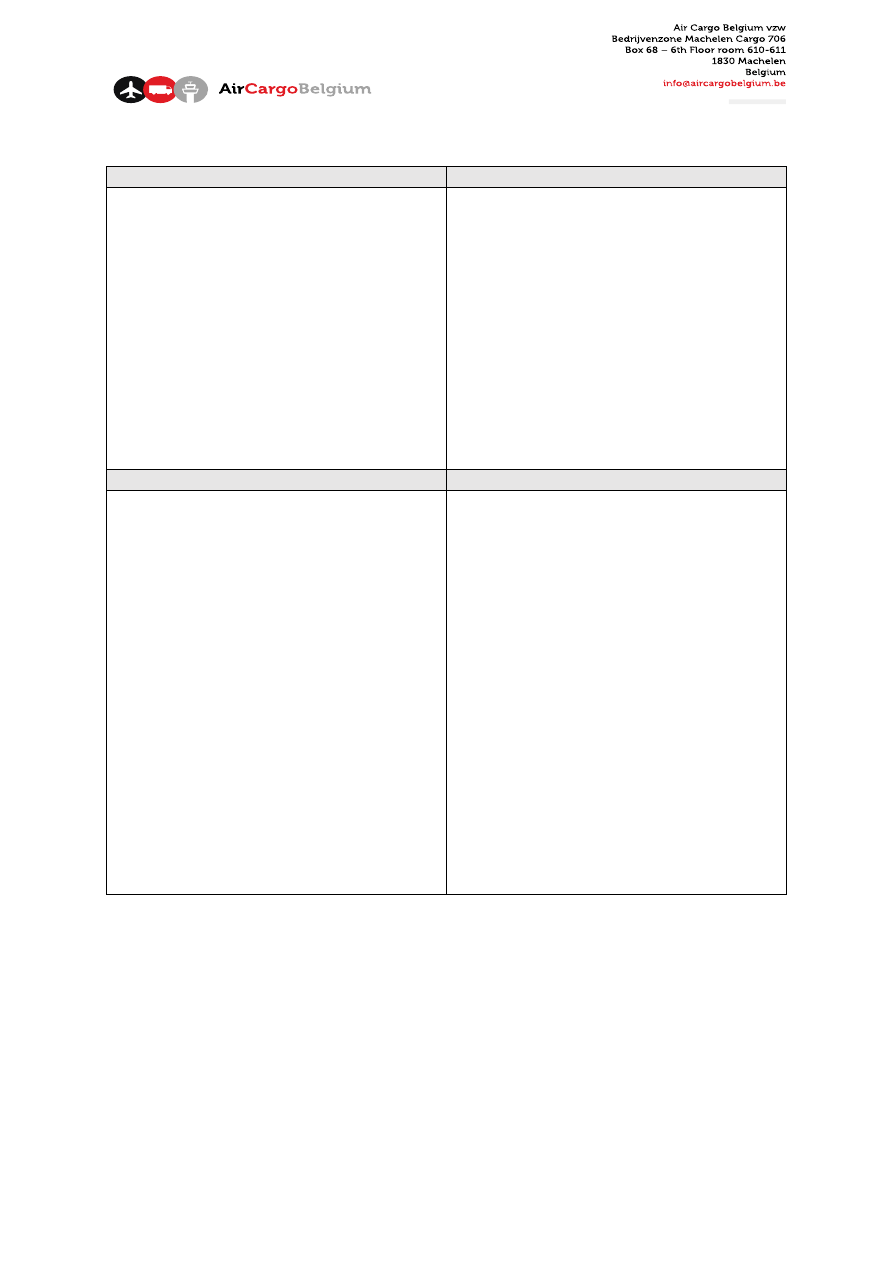 Air Cargo Belgium vzw
Bedrijvenzone Machelen Cargo 706
Box 68 – 6th Floor room 610-611
1830 Machelen
Belgium
info@aircargobelgium.be
AirCargoBelgium